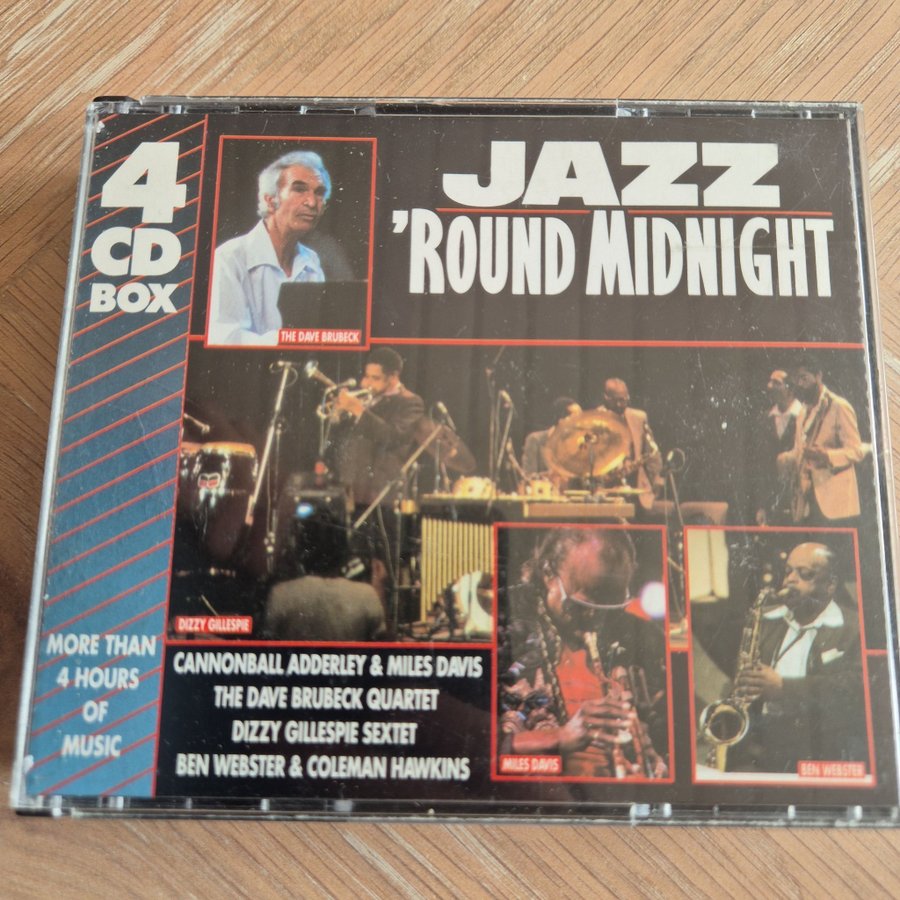 4
CD
BOX
JAZZ
'ROUND MIDNIGHT
THE DAVE BRUBECK
DIZZY GILLESPIE
MILES DAVIS
BEN WEBSTER
CANNONBALL ADDERLEY & MILES DAVIS
THE DAVE BRUBECK QUARTET
DIZZY GILLESPIE SEXTET
BEN WEBSTER & COLEMAN HAWKINS
MORE THAN
4 HOURS
OF
MUSIC